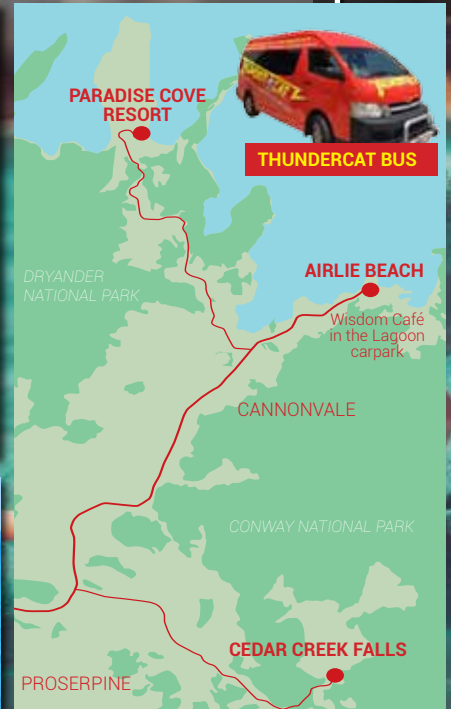 PARADISE COVE
RESORT
THUNDERCAT BUS
DRYANDER
NATIONAL PARK
AIRLIE BEACH
Wisdom Café
in the Lagoon
carpark
CANNONVALE
CONWAY NATIONAL PARK
CEDAR CREEK FALLS
PROSERPINE